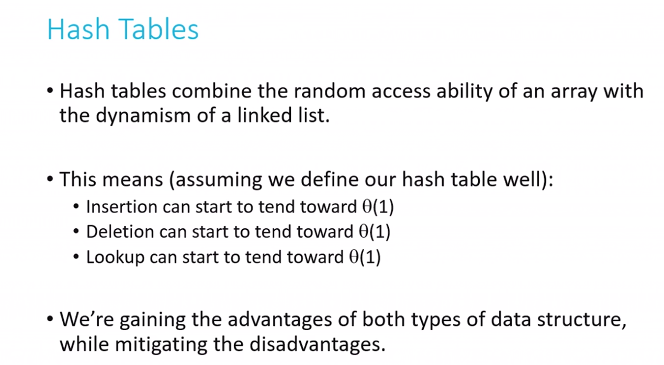 Hash Tables
• Hash tables combine the random access ability of an array with
the dynamism of a linked list.
• This means (assuming we define our hash table well):
• Insertion can start to tend toward θ(1)
• Deletion can start to tend toward θ(1)
• Lookup can start to tend toward θ(1)
• We're gaining the advantages of both types of data structure,
while mitigating the disadvantages.